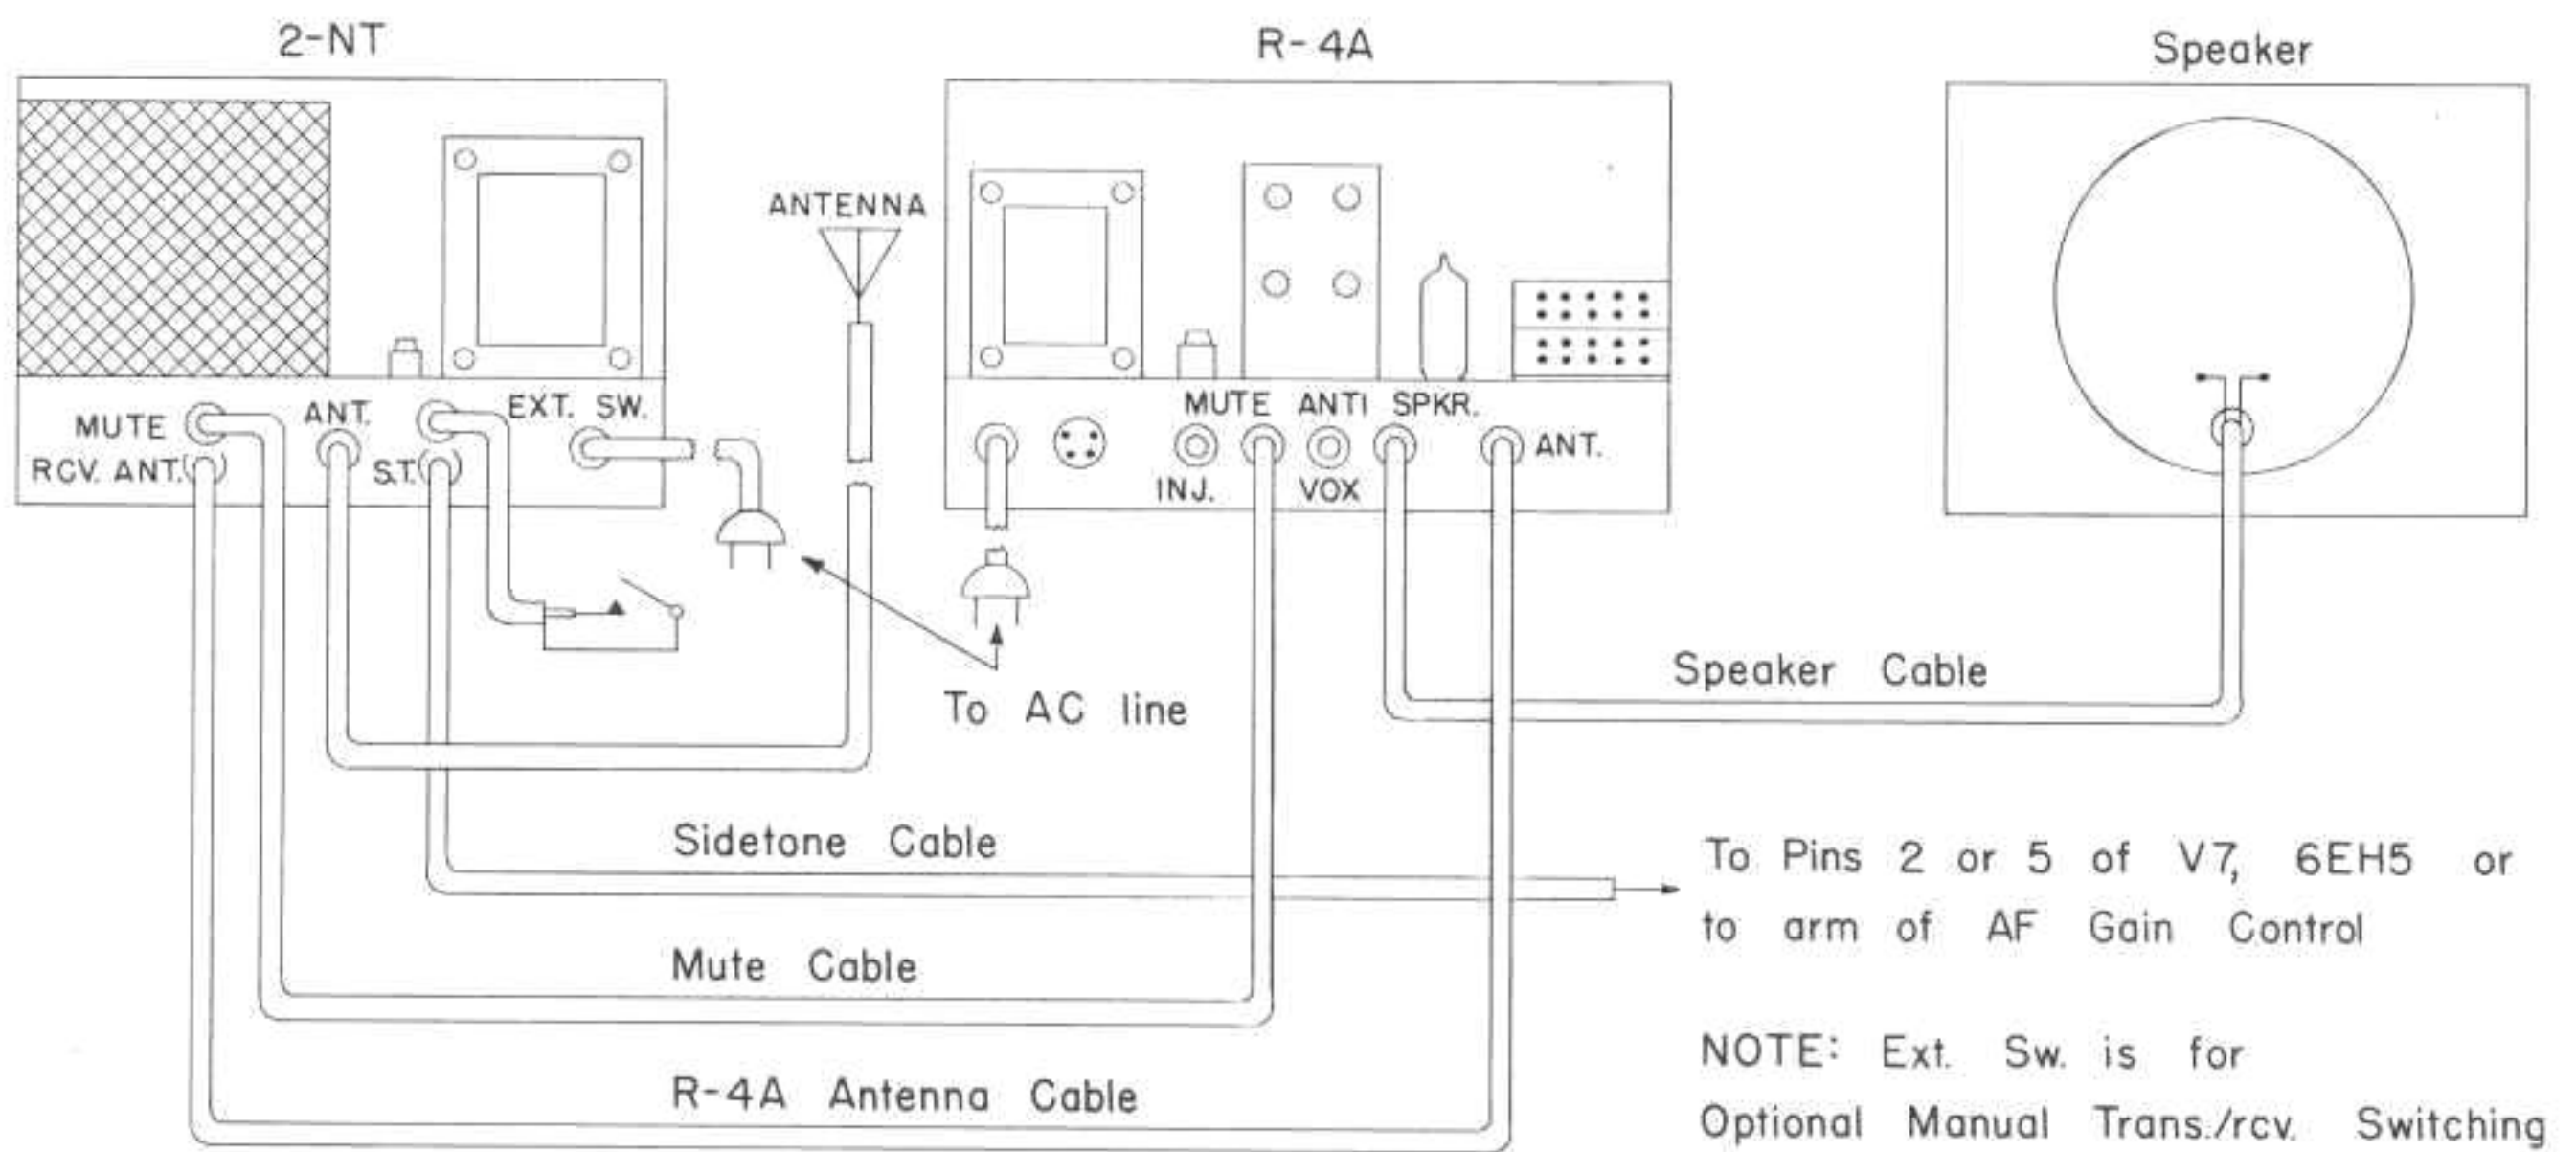 2-NT
R-4A
Speaker
ANTENNA
MUTE
ANT.
EXT. SW.
RCV. ANT.
S.T.
MUTE ANTI SPKR.
ANT.
INJ. VOX
To AC line
Speaker Cable
Sidetone Cable
To Pins 2 or 5 of V7, 6EH5 or
to arm of AF Gain Control
Mute Cable
NOTE: Ext. Sw. is for
Optional Manual Trans./rcv. Switching
R-4A Antenna Cable